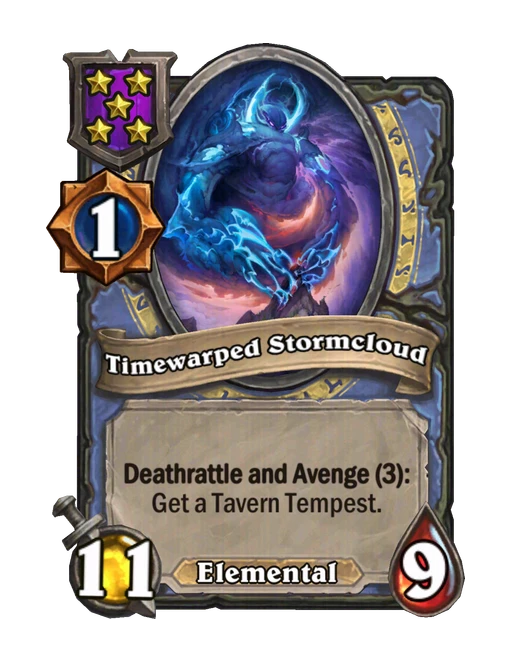 1
Timewarped Stormcloud
Deathrattle and Avenge (3):
Get a Tavern Tempest.
11
Elemental
9